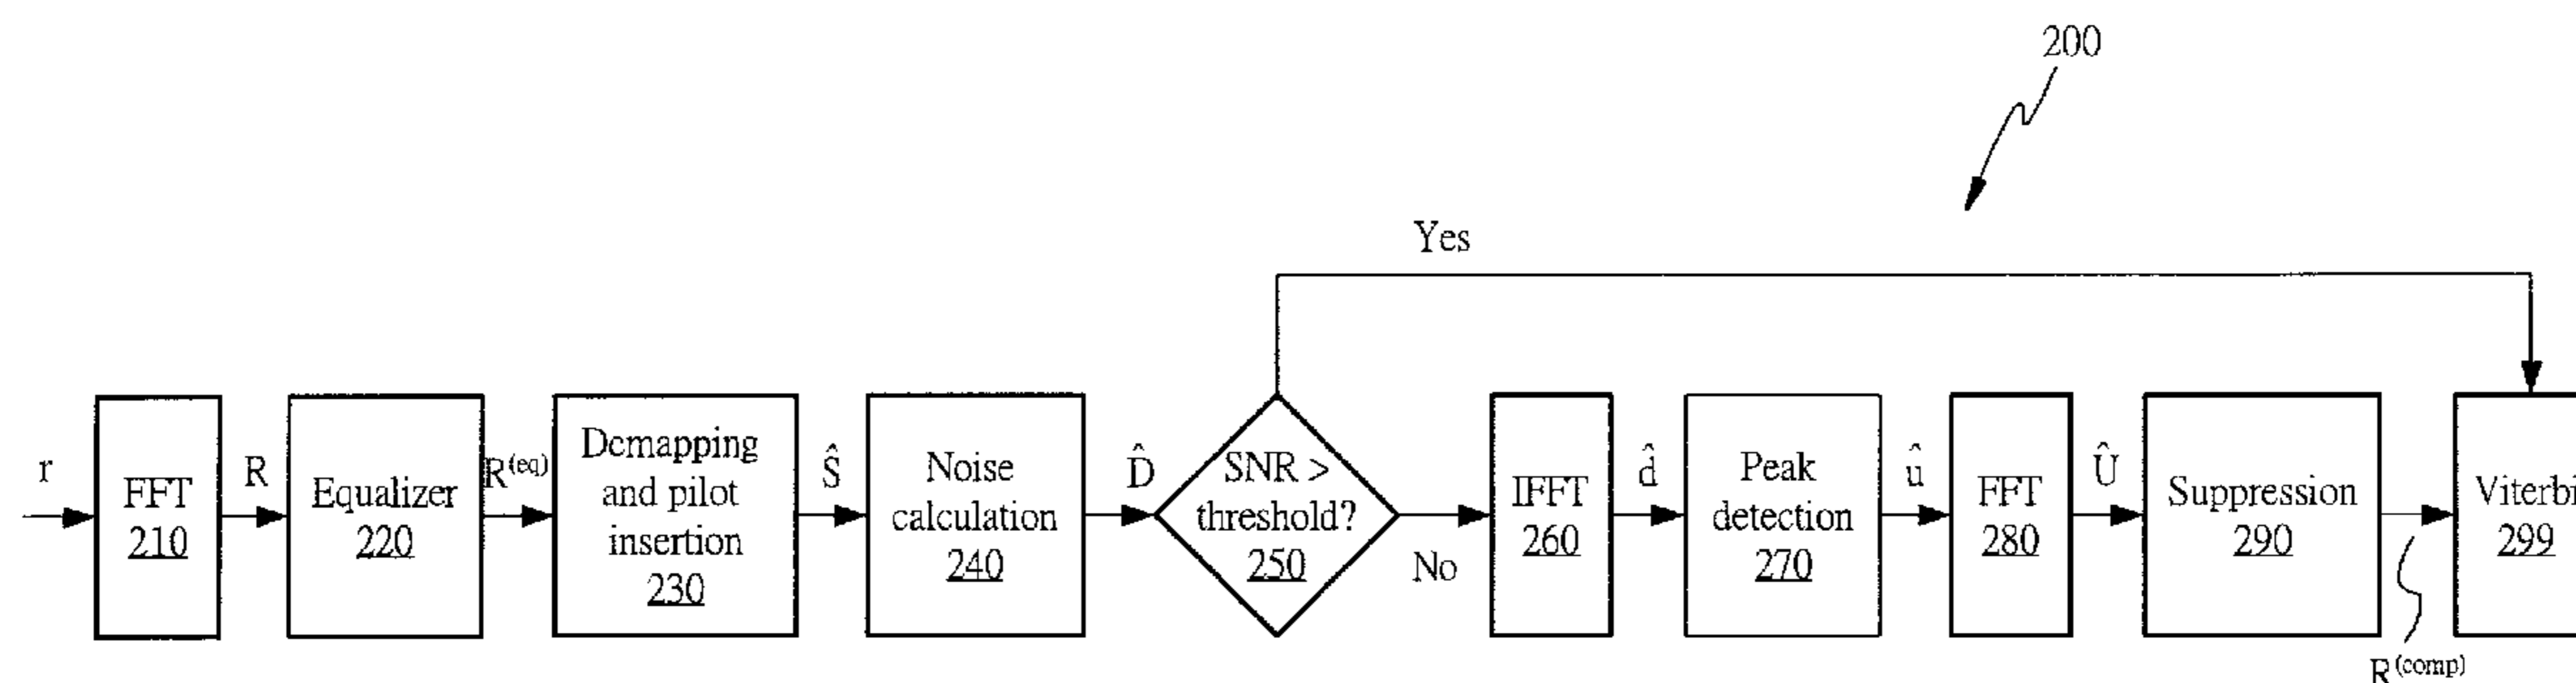 200
Yes
r
FFT
210
R
Equalizer
220
R(eq)
Demapping
and pilot
insertion
230
Ŝ
Noise
calculation
240
D̂
SNR >
threshold?
250
No
IFFT
260
d̂
Peak
detection
270
û
FFT
280
Û
Suppression
290
R(comp)
Viterbi
299